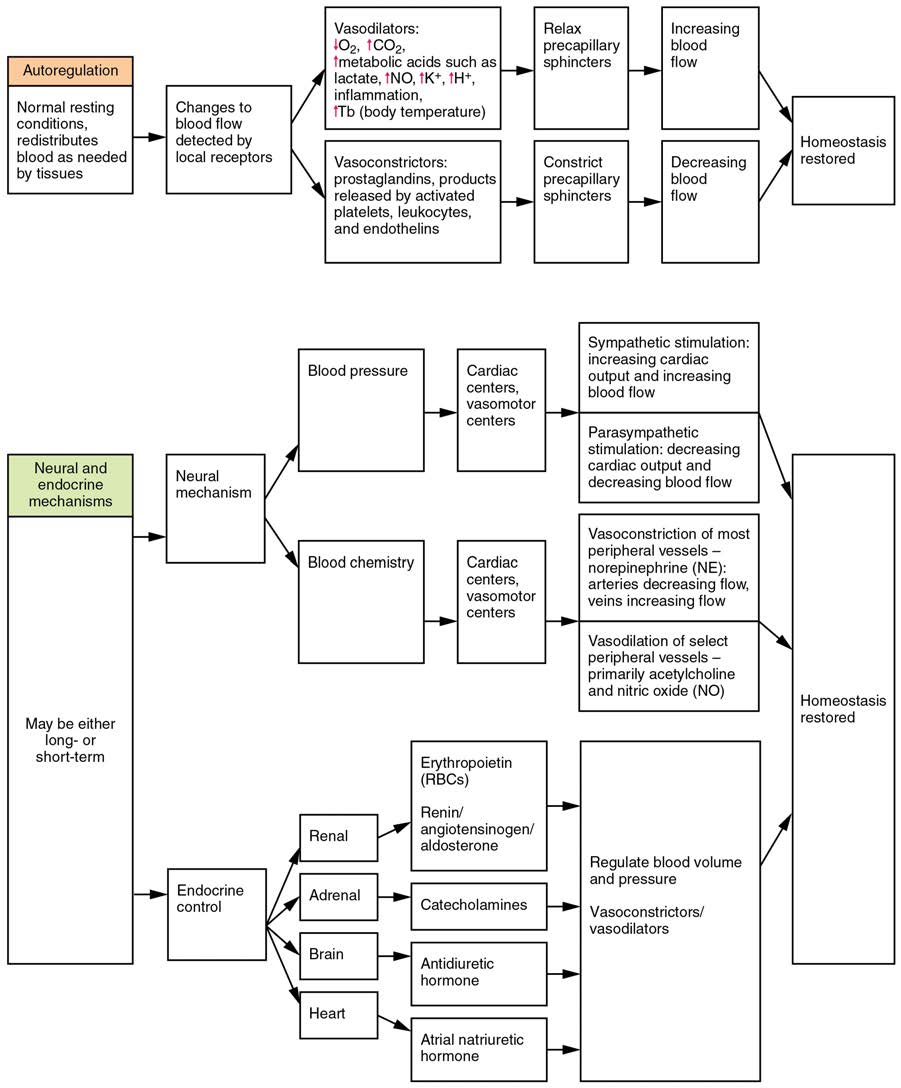 Autoregulation
Normal resting
conditions,
redistributes
blood as needed
by tissues
Changes to
blood flow
detected by
local receptors
Vasodilators:
↓O₂, ↑CO₂,
↑metabolic acids such as
lactate, ↑NO, ↑K⁺, ↑H⁺,
inflammation,
↑Tb (body temperature)
Relax
precapillary
sphincters
Increasing
blood
flow
Vasoconstrictors:
prostaglandins, products
released by activated
platelets, leukocytes,
and endothelins
Constrict
precapillary
sphincters
Decreasing
blood
flow
Homeostasis
restored
Neural and
endocrine
mechanisms
May be either
long- or
short-term
Neural
mechanism
Blood pressure
Cardiac
centers,
vasomotor
centers
Sympathetic stimulation:
increasing cardiac
output and increasing
blood flow
Parasympathetic
stimulation: decreasing
cardiac output and
decreasing blood flow
Blood chemistry
Cardiac
centers,
vasomotor
centers
Vasoconstriction of most
peripheral vessels –
norepinephrine (NE):
arteries decreasing flow,
veins increasing flow
Vasodilation of select
peripheral vessels –
primarily acetylcholine
and nitric oxide (NO)
Endocrine
control
Renal
Erythropoietin
(RBCs)
Renin/
angiotensinogen/
aldosterone
Adrenal
Catecholamines
Brain
Antidiuretic
hormone
Heart
Atrial natriuretic
hormone
Regulate blood volume
and pressure
Vasoconstrictors/
vasodilators
Homeostasis
restored